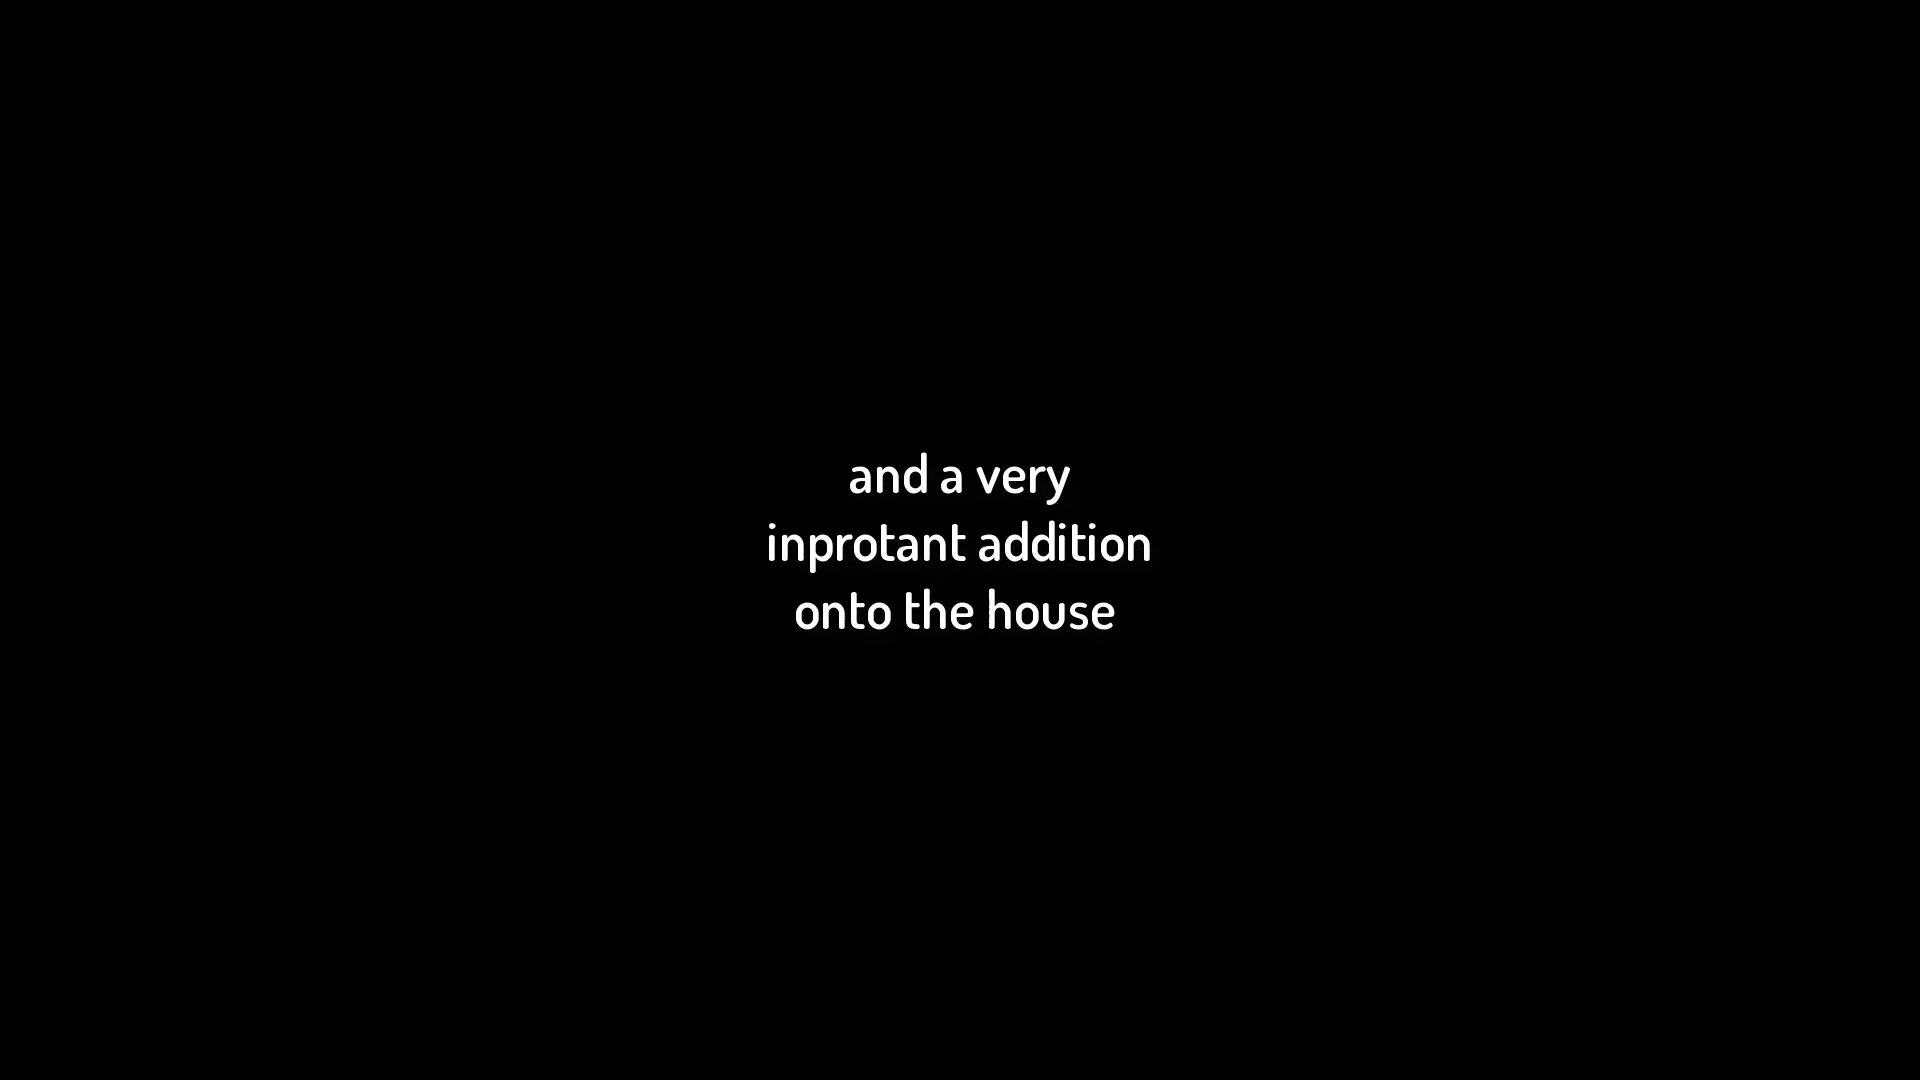 and a very
inprotant addition
onto the house